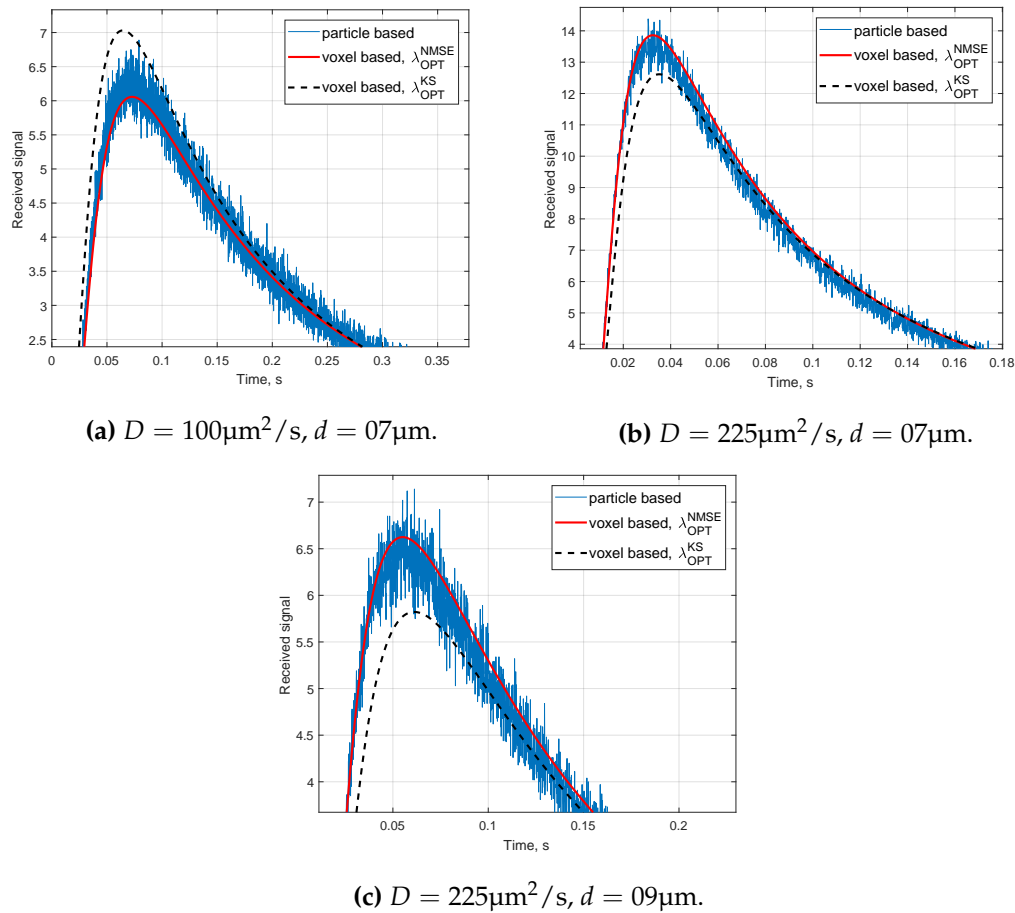 7
6.5
6
5.5
5
4.5
4
3.5
3
2.5
Received signal
0 0.05 0.1 0.15 0.2 0.25 0.3 0.35
Time, s
particle based
voxel based, λ_OPT^NMSE
voxel based, λ_OPT^KS
(a) D = 100µm²/s, d = 07µm.
14
13
12
11
10
9
8
7
6
5
4
Received signal
0.02 0.04 0.06 0.08 0.1 0.12 0.14 0.16 0.18
Time, s
particle based
voxel based, λ_OPT^NMSE
voxel based, λ_OPT^KS
(b) D = 225µm²/s, d = 07µm.
7
6.5
6
5.5
5
4.5
4
Received signal
0.05 0.1 0.15 0.2
Time, s
particle based
voxel based, λ_OPT^NMSE
voxel based, λ_OPT^KS
(c) D = 225µm²/s, d = 09µm.